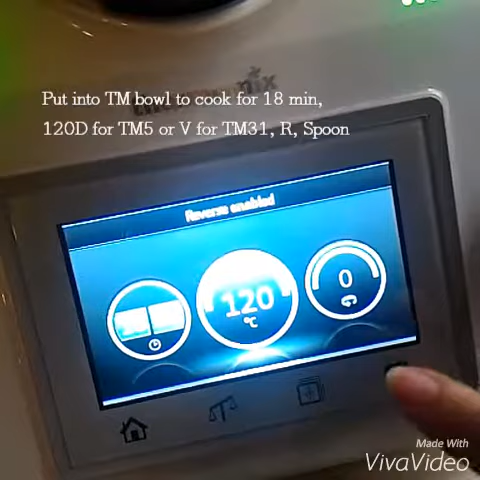 Put into TM bowl to cook for 18 min,
120D for TM5 or V for TM31, R, Spoon
Reverse enabled
120
°C
0
Made With
VivaVideo